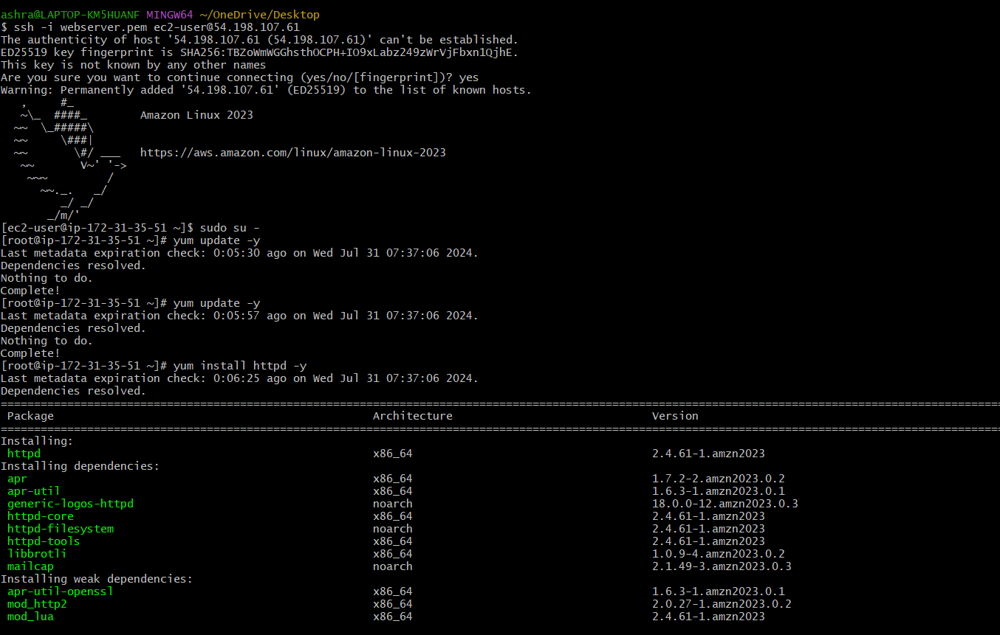 ashra@LAPTOP-KM5HUANF MINGW64 ~/OneDrive/Desktop
$ ssh -i webserver.pem ec2-user@54.198.107.61
The authenticity of host '54.198.107.61 (54.198.107.61)' can't be established.
ED25519 key fingerprint is SHA256:TBZoWmWGGhsthOCPH+IO9xLabz249zWrVjFbxn1QjhE.
This key is not known by any other names
Are you sure you want to continue connecting (yes/no/[fingerprint])? yes
Warning: Permanently added '54.198.107.61' (ED25519) to the list of known hosts.
   ,     #_
   ~\_  ####_        Amazon Linux 2023
  ~~  \_#####\
  ~~     \###|
  ~~       \#/ ___   https://aws.amazon.com/linux/amazon-linux-2023
   ~~       V~' '->
    ~~~         /
      ~~._.   _/
         _/ _/
       _/m/'
[ec2-user@ip-172-31-35-51 ~]$ sudo su -
[root@ip-172-31-35-51 ~]# yum update -y
Last metadata expiration check: 0:05:30 ago on Wed Jul 31 07:37:06 2024.
Dependencies resolved.
Nothing to do.
Complete!
[root@ip-172-31-35-51 ~]# yum update -y
Last metadata expiration check: 0:05:57 ago on Wed Jul 31 07:37:06 2024.
Dependencies resolved.
Nothing to do.
Complete!
[root@ip-172-31-35-51 ~]# yum install httpd -y
Last metadata expiration check: 0:06:25 ago on Wed Jul 31 07:37:06 2024.
Dependencies resolved.
Package Architecture Version
Installing:
httpd x86_64 2.4.61-1.amzn2023
Installing dependencies:
apr x86_64 1.7.2-2.amzn2023.0.2
apr-util x86_64 1.6.3-1.amzn2023.0.1
generic-logos-httpd noarch 18.0.0-12.amzn2023.0.3
httpd-core x86_64 2.4.61-1.amzn2023
httpd-filesystem noarch 2.4.61-1.amzn2023
httpd-tools x86_64 2.4.61-1.amzn2023
libbrotli x86_64 1.0.9-4.amzn2023.0.2
mailcap noarch 2.1.49-3.amzn2023.0.3
Installing weak dependencies:
apr-util-openssl x86_64 1.6.3-1.amzn2023.0.1
mod_http2 x86_64 2.0.27-1.amzn2023.0.2
mod_lua x86_64 2.4.61-1.amzn2023